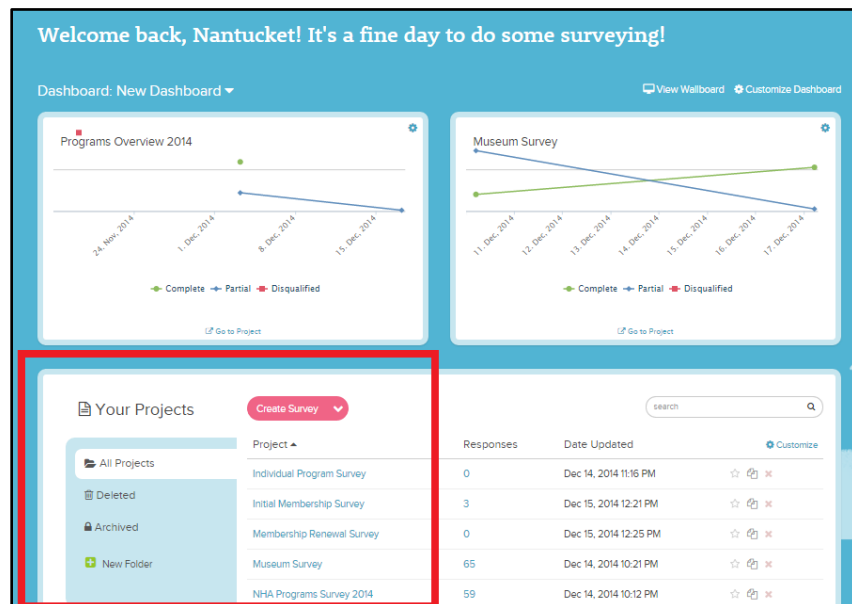 Welcome back, Nantucket! It's a fine day to do some surveying!
Dashboard: New Dashboard
View Wallboard
Customize Dashboard
Programs Overview 2014
24. Nov, 2014
1. Dec, 2014
8. Dec, 2014
15. Dec, 2014
Complete Partial Disqualified
Go to Project
Museum Survey
11. Dec, 2014
12. Dec, 2014
13. Dec, 2014
14. Dec, 2014
15. Dec, 2014
16. Dec, 2014
17. Dec, 2014
Complete Partial Disqualified
Go to Project
Your Projects
Create Survey
search
All Projects
Deleted
Archived
New Folder
Project Responses Date Updated Customize
Individual Program Survey 0 Dec 14, 2014 11:16 PM
Initial Membership Survey 3 Dec 15, 2014 12:21 PM
Membership Renewal Survey 0 Dec 15, 2014 12:25 PM
Museum Survey 65 Dec 14, 2014 10:21 PM
NHA Programs Survey 2014 59 Dec 14, 2014 10:12 PM